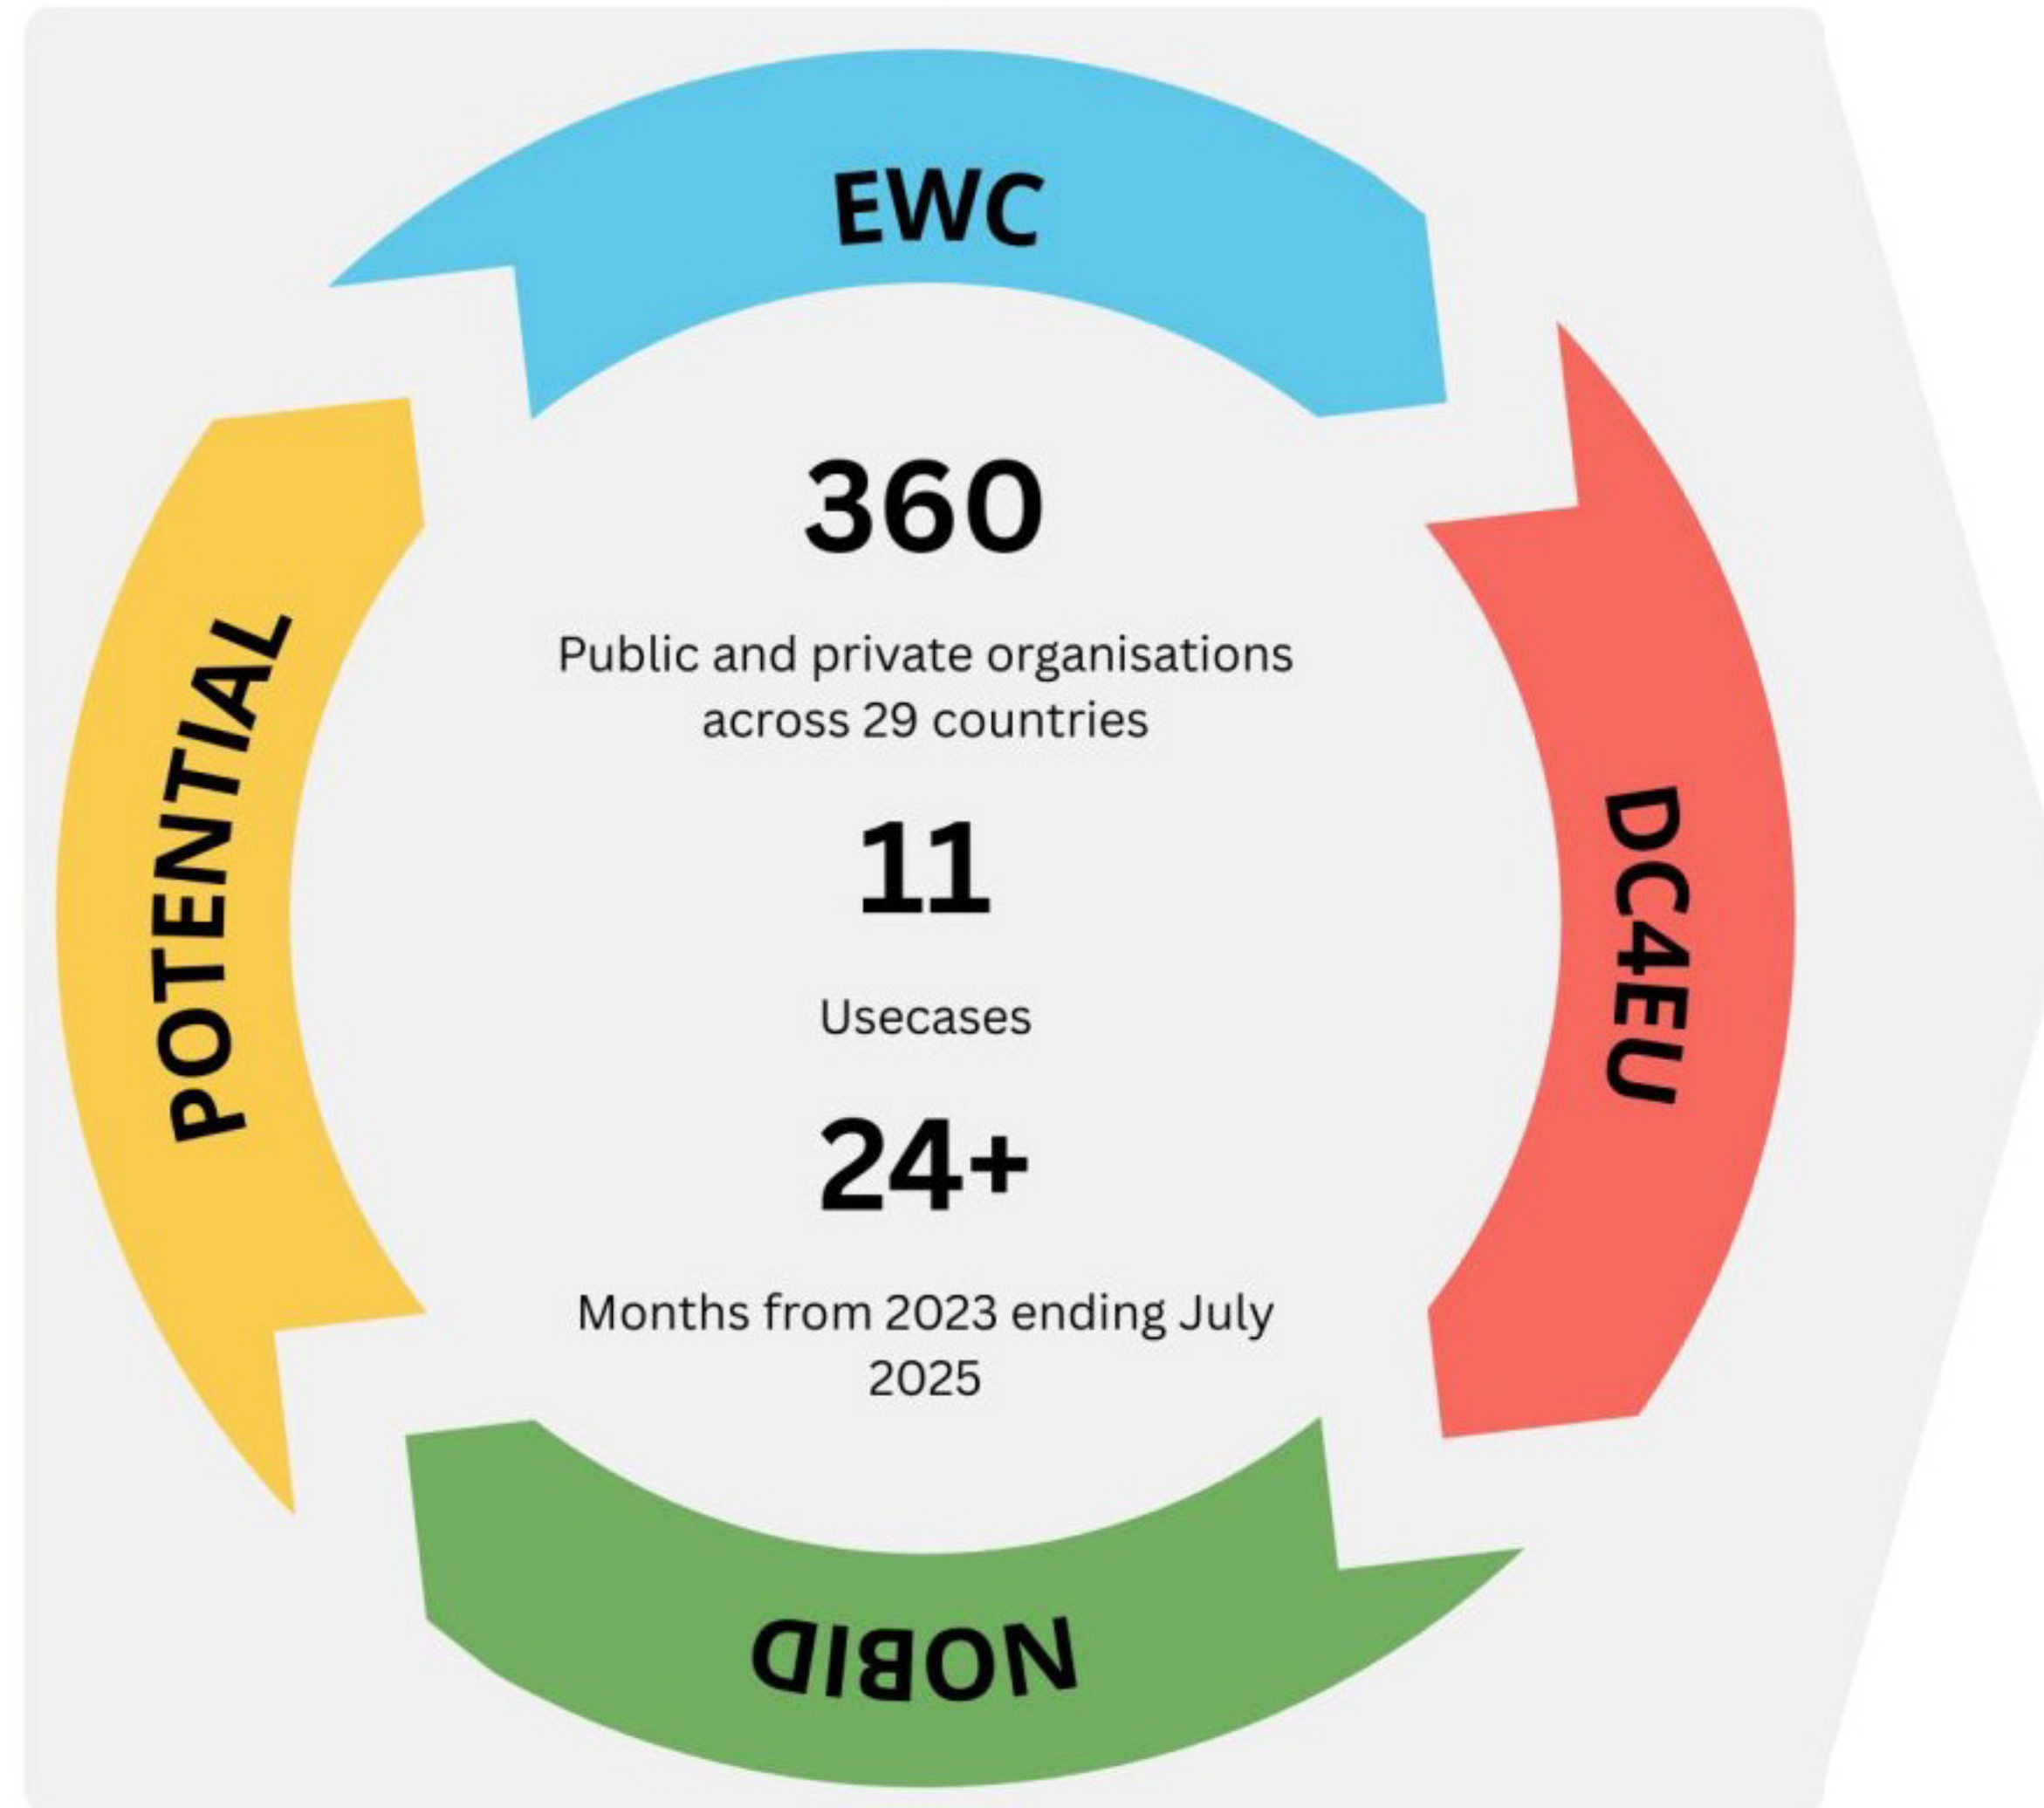 EWC
360
Public and private organisations
across 29 countries
11
Usecases
24+
Months from 2023 ending July
2025
POTENTIAL
DC4EU
NOBID